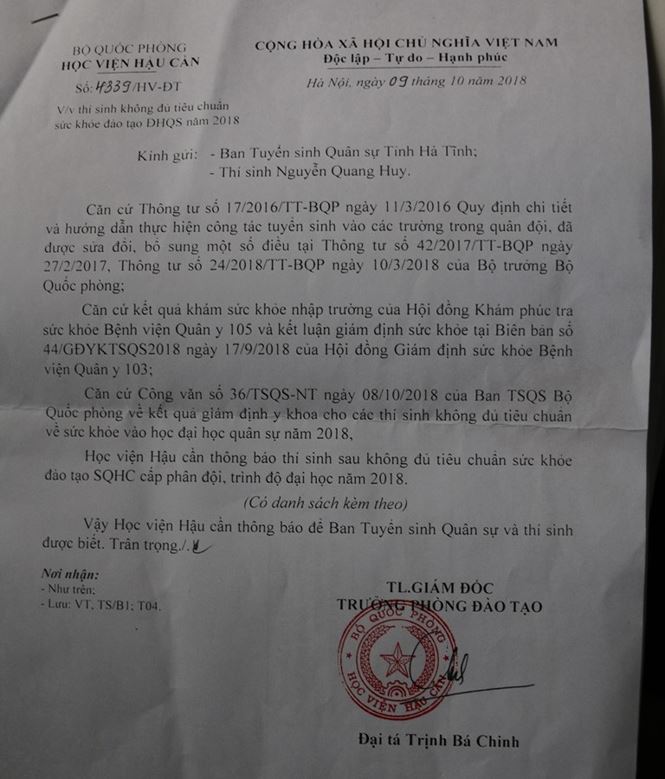 BỘ QUỐC PHÒNG
HỌC VIỆN HẬU CẦN
Số: 4339/HV-ĐT
V/v thí sinh không đủ tiêu chuẩn
sức khỏe đào tạo ĐHQS năm 2018
CỘNG HÒA XÃ HỘI CHỦ NGHĨA VIỆT NAM
Độc lập – Tự do – Hạnh phúc
Hà Nội, ngày 09 tháng 10 năm 2018
Kính gửi: - Ban Tuyển sinh Quân sự Tỉnh Hà Tĩnh;
- Thí sinh Nguyễn Quang Huy.
Căn cứ Thông tư số 17/2016/TT-BQP ngày 11/3/2016 Quy định chi tiết
và hướng dẫn thực hiện công tác tuyển sinh vào các trường trong quân đội, đã
được sửa đổi, bổ sung một số điều tại Thông tư số 42/2017/TT-BQP ngày
27/2/2017, Thông tư số 24/2018/TT-BQP ngày 10/3/2018 của Bộ trưởng Bộ
Quốc phòng;
Căn cứ kết quả khám sức khỏe nhập trường của Hội đồng Khám phúc tra
sức khỏe Bệnh viện Quân y 105 và kết luận giám định sức khỏe tại Biên bản số
44/GĐYKTSQS2018 ngày 17/9/2018 của Hội đồng Giám định sức khỏe Bệnh
viện Quân y 103;
Căn cứ Công văn số 36/TSQS-NT ngày 08/10/2018 của Ban TSQS Bộ
Quốc phòng về kết quả giám định y khoa cho các thí sinh không đủ tiêu chuẩn
về sức khỏe vào học đại học quân sự năm 2018,
Học viện Hậu cần thông báo thí sinh sau không đủ tiêu chuẩn sức khỏe
đào tạo SQHC cấp phân đội, trình độ đại học năm 2018.
(Có danh sách kèm theo)
Vậy Học viện Hậu cần thông báo để Ban Tuyển sinh Quân sự và thí sinh
được biết. Trân trọng./.
Nơi nhận:
- Như trên;
- Lưu: VT, TS/B1; T04.
TL.GIÁM ĐỐC
TRƯỞNG PHÒNG ĐÀO TẠO
BỘ QUỐC PHÒNG
HỌC VIỆN HẬU CẦN
Đại tá Trịnh Bá Chinh